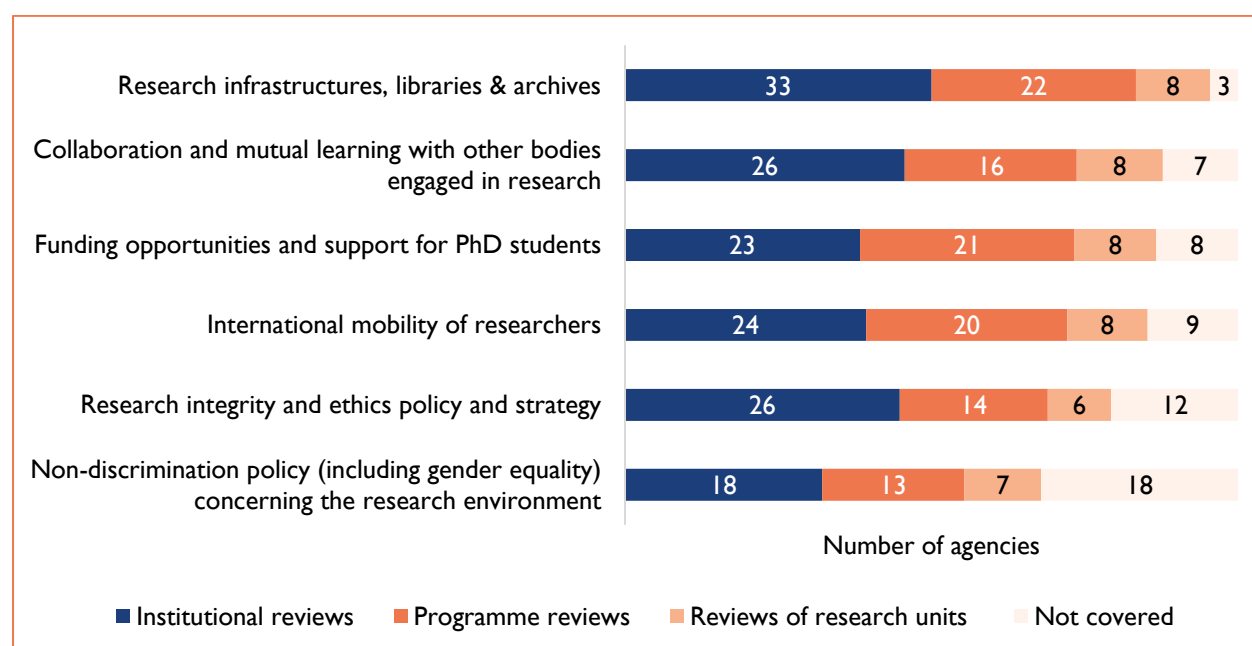 Research infrastructures, libraries & archives
33 22 8 3
Collaboration and mutual learning with other bodies
engaged in research
26 16 8 7
Funding opportunities and support for PhD students
23 21 8 8
International mobility of researchers
24 20 8 9
Research integrity and ethics policy and strategy
26 14 6 12
Non-discrimination policy (including gender equality)
concerning the research environment
18 13 7 18
Number of agencies
Institutional reviews Programme reviews Reviews of research units Not covered